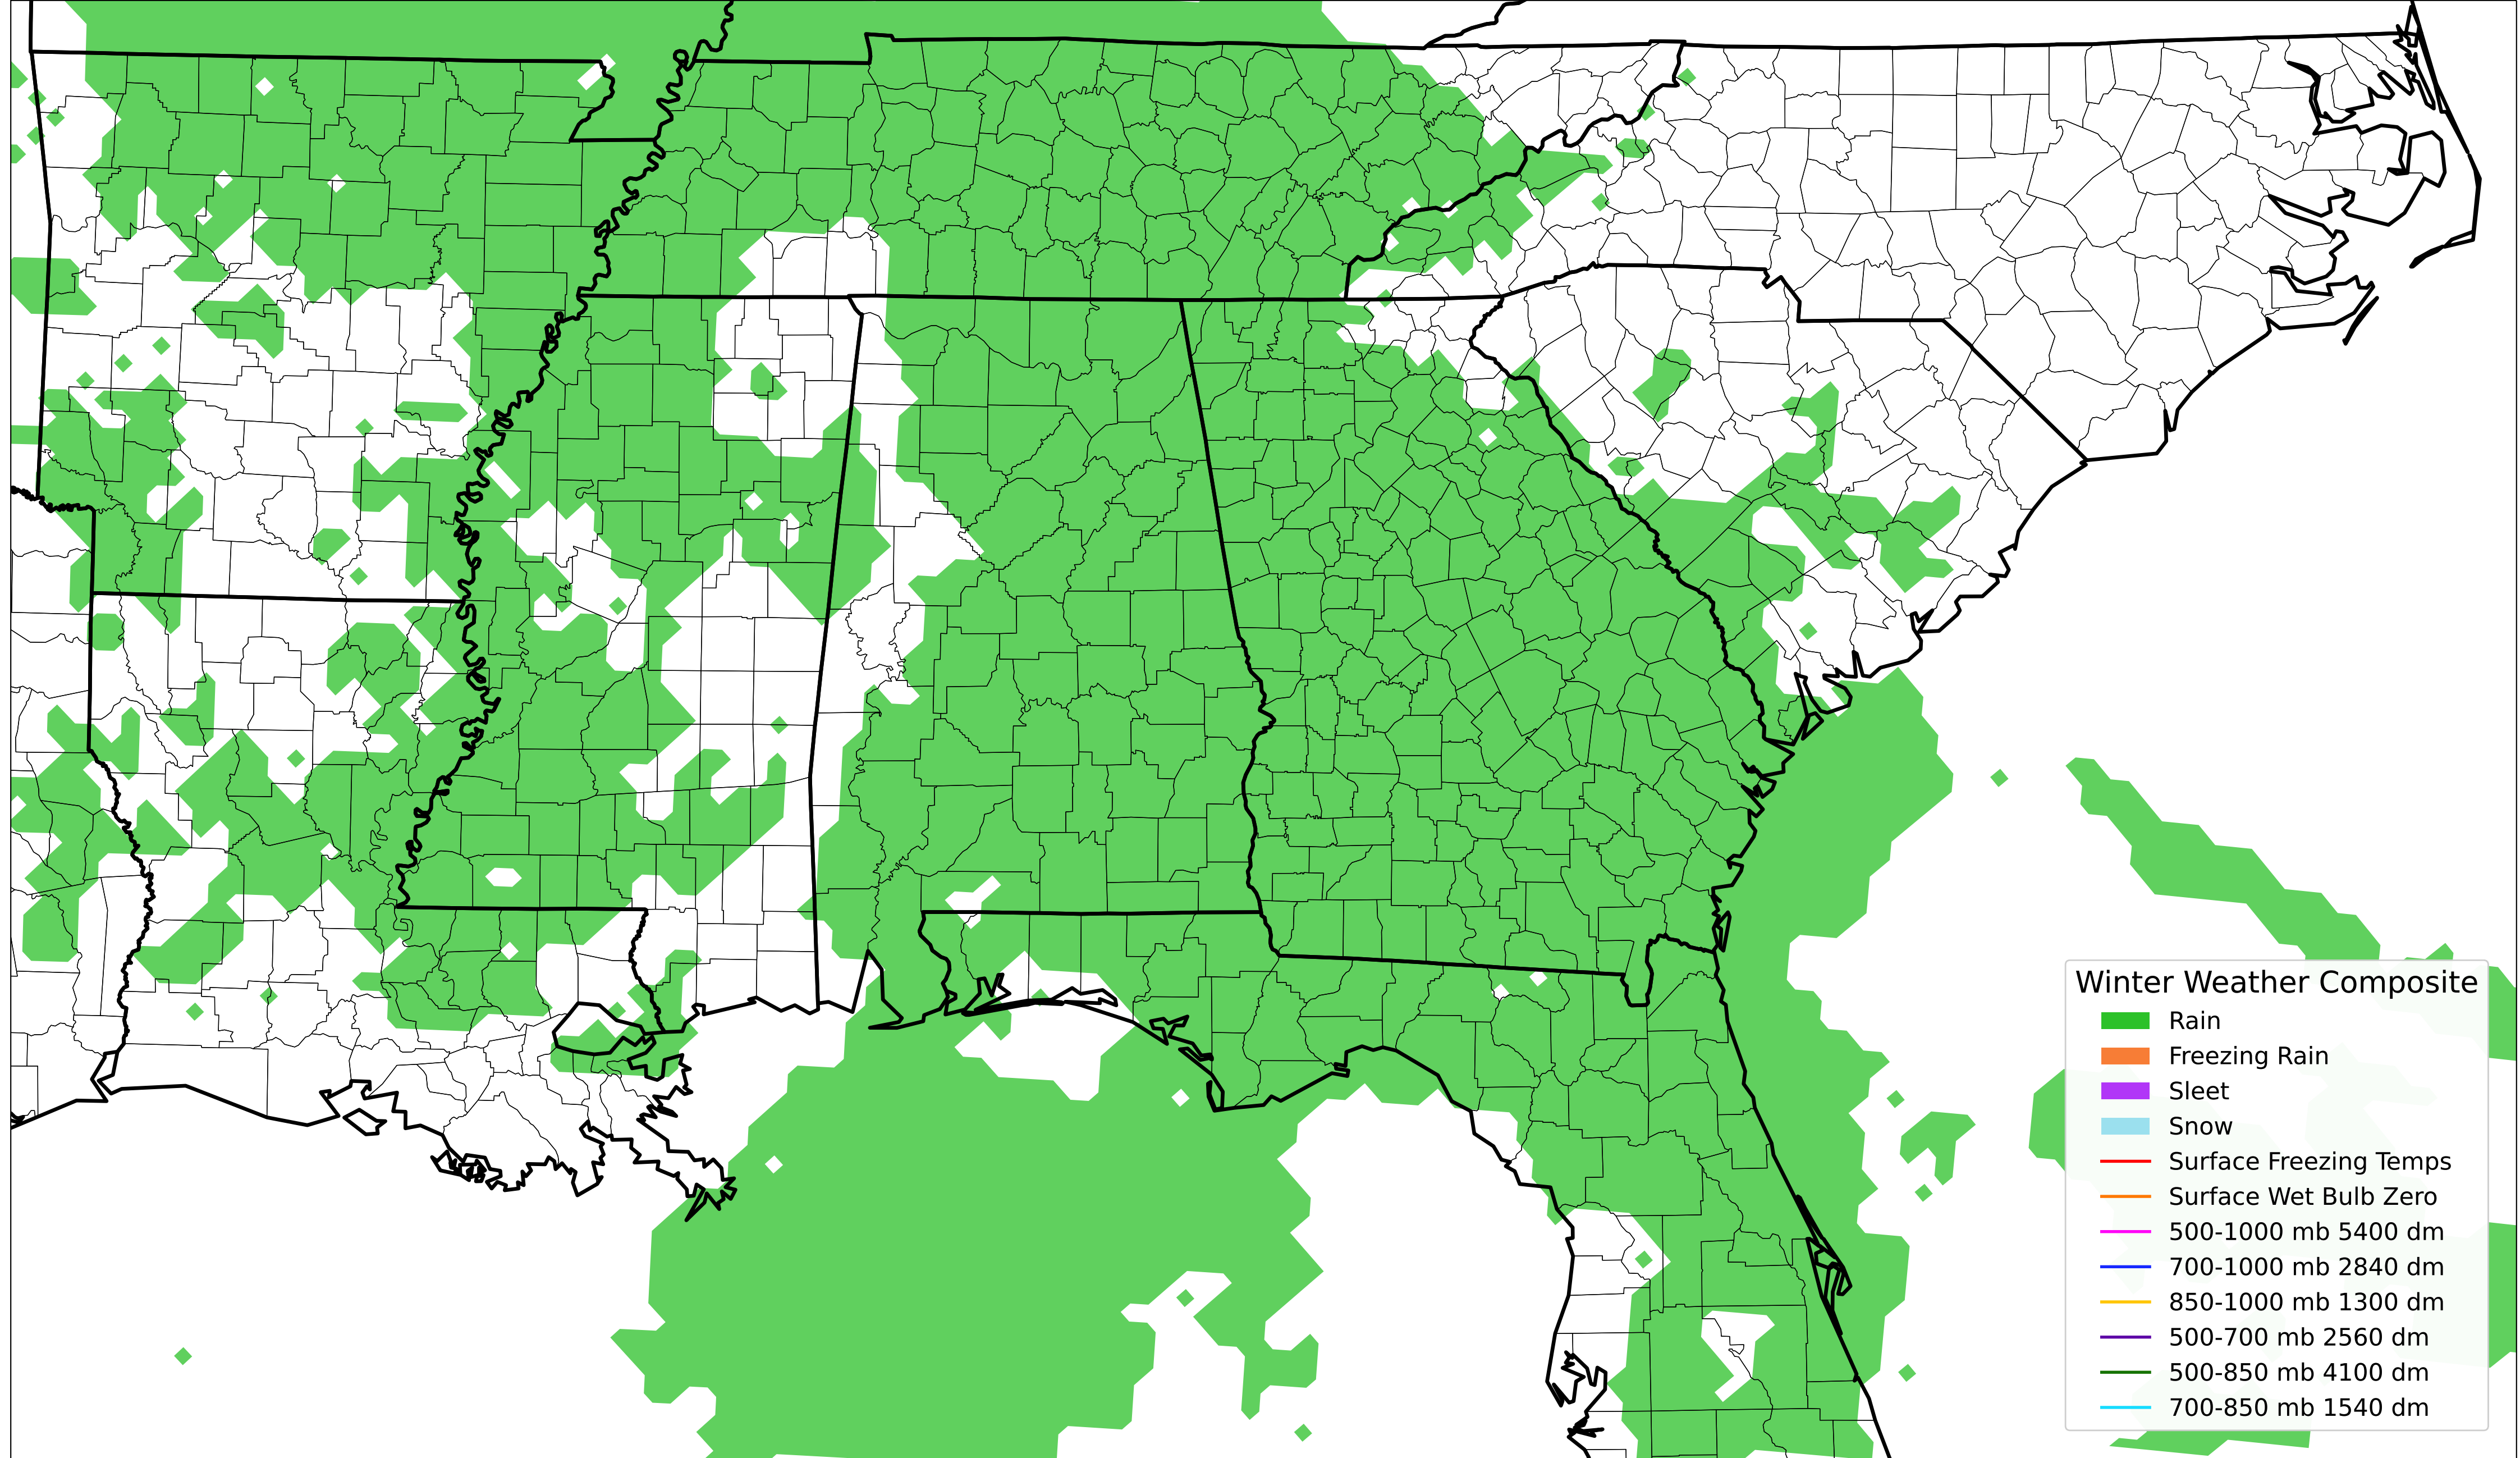 Winter Weather Composite
Rain
Freezing Rain
Sleet
Snow
Surface Freezing Temps
Surface Wet Bulb Zero
500-1000 mb 5400 dm
700-1000 mb 2840 dm
850-1000 mb 1300 dm
500-700 mb 2560 dm
500-850 mb 4100 dm
700-850 mb 1540 dm